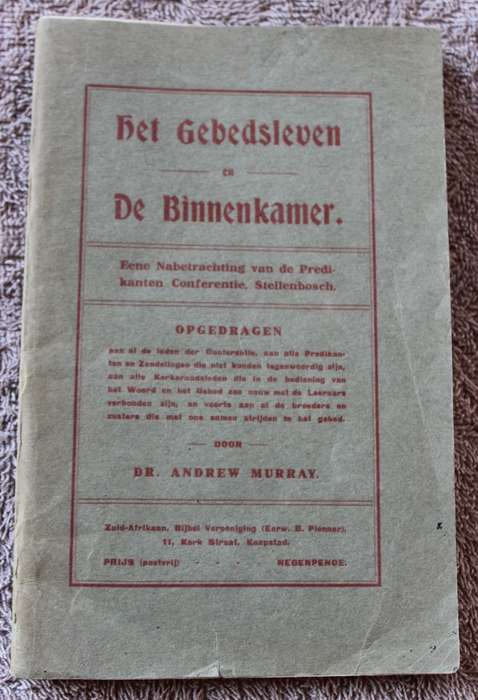 Het Gebedsleven
en
De Binnenkamer.
Eene Nabetrachting van de Predi-
kanten Conferentie, Stellenbosch.
OPGEDRAGEN
aan al de leden der Conferentie, aan alle Predikan-
ten en Zendelingen die niet konden tegenwoordig zijn,
aan alle Kerkeraadsleden die in de bediening van
het Woord en het Gebed zoo nauw met de Leeraars
verbonden zijn, en voorts aan al de broeders en
zusters die met ons samen strijden in het gebed.
DOOR
DR. ANDREW MURRAY.
Zuid-Afrikaan. Bijbel Vereeniging (Eerw. B. Pienaar),
11, Kerk Straat, Kaapstad.
PRIJS (postvrij) - - - - NEGENPENCE.